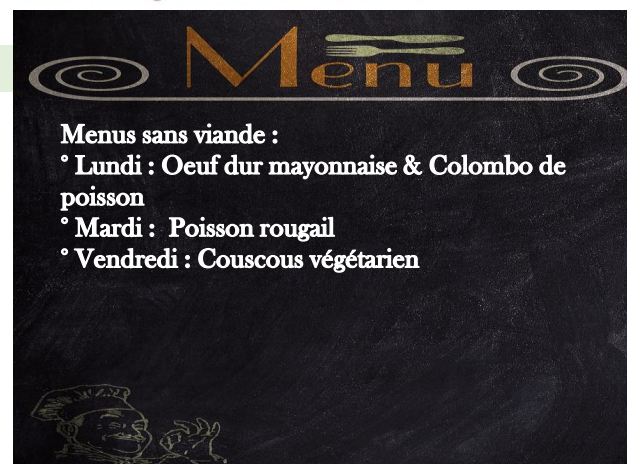 Menu
Menus sans viande :
° Lundi : Oeuf dur mayonnaise & Colombo de
poisson
° Mardi :  Poisson rougail
° Vendredi : Couscous végétarien